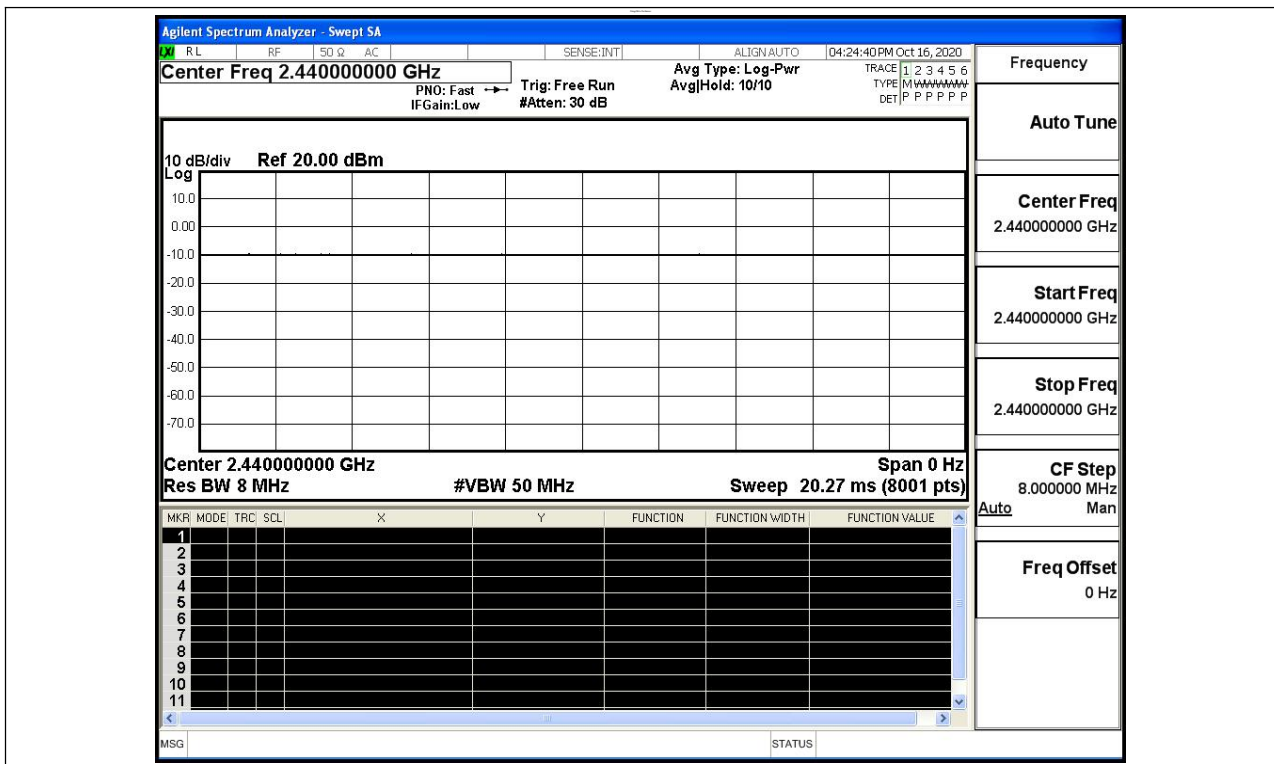 Agilent Spectrum Analyzer - Swept SA
LXI RL RF 50 Ω AC SENSE:INT ALIGN AUTO 04:24:40 PM Oct 16, 2020
Center Freq 2.440000000 GHz
PNO: Fast
IFGain:Low
Trig: Free Run
#Atten: 30 dB
Avg Type: Log-Pwr
Avg|Hold: 10/10
TRACE 1 2 3 4 5 6
TYPE M WWWWW
DET P P P P P P
10 dB/div Ref 20.00 dBm
Log
10.0
0.00
-10.0
-20.0
-30.0
-40.0
-50.0
-60.0
-70.0
Center 2.440000000 GHz Span 0 Hz
Res BW 8 MHz #VBW 50 MHz Sweep 20.27 ms (8001 pts)
MKR MODE TRC SCL X Y FUNCTION FUNCTION WIDTH FUNCTION VALUE
1
2
3
4
5
6
7
8
9
10
11
MSG STATUS
Frequency
Auto Tune
Center Freq
2.440000000 GHz
Start Freq
2.440000000 GHz
Stop Freq
2.440000000 GHz
CF Step
8.000000 MHz
Auto Man
Freq Offset
0 Hz